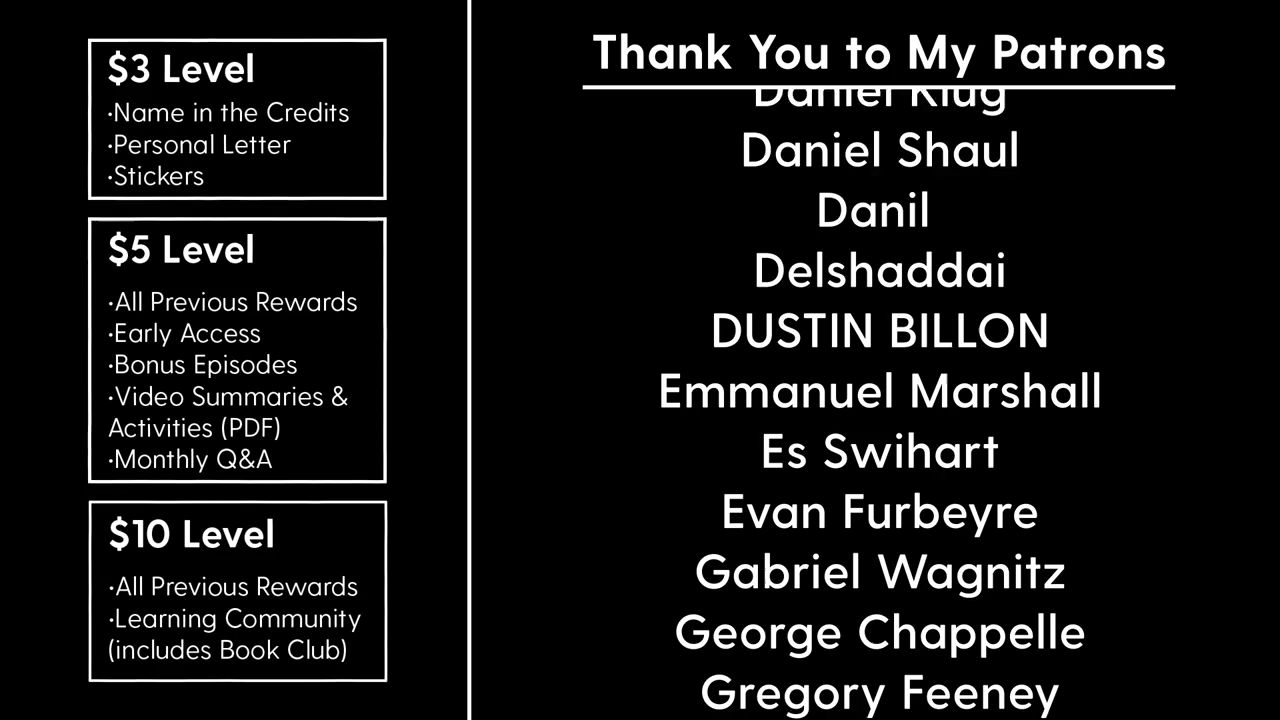 $3 Level
·Name in the Credits
·Personal Letter
·Stickers
$5 Level
·All Previous Rewards
·Early Access
·Bonus Episodes
·Video Summaries &
Activities (PDF)
·Monthly Q&A
$10 Level
·All Previous Rewards
·Learning Community
(includes Book Club)
Thank You to My Patrons
Daniel Klug
Daniel Shaul
Danil
Delshaddai
DUSTIN BILLON
Emmanuel Marshall
Es Swihart
Evan Furbeyre
Gabriel Wagnitz
George Chappelle
Gregory Feeney